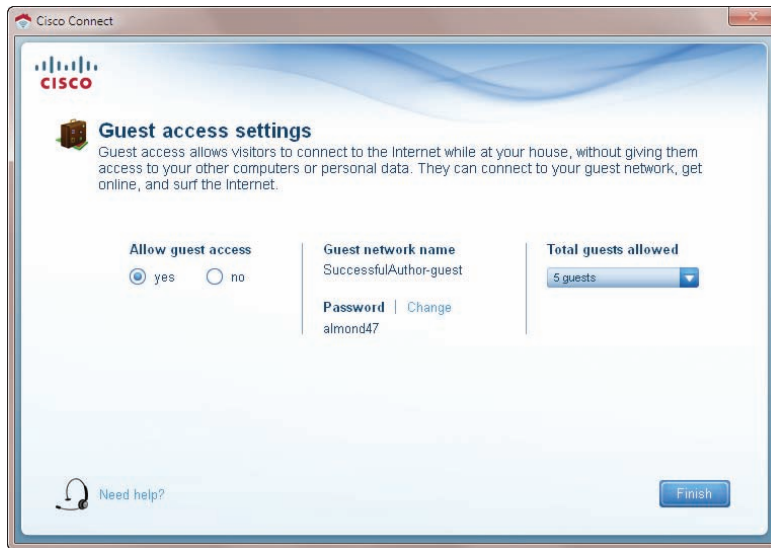 Cisco Connect
CISCO
Guest access settings
Guest access allows visitors to connect to the Internet while at your house, without giving them
access to your other computers or personal data. They can connect to your guest network, get
online, and surf the Internet.
Allow guest access
yes no
Guest network name
SuccessfulAuthor-guest
Password | Change
almond47
Total guests allowed
5 guests
Need help?
Finish